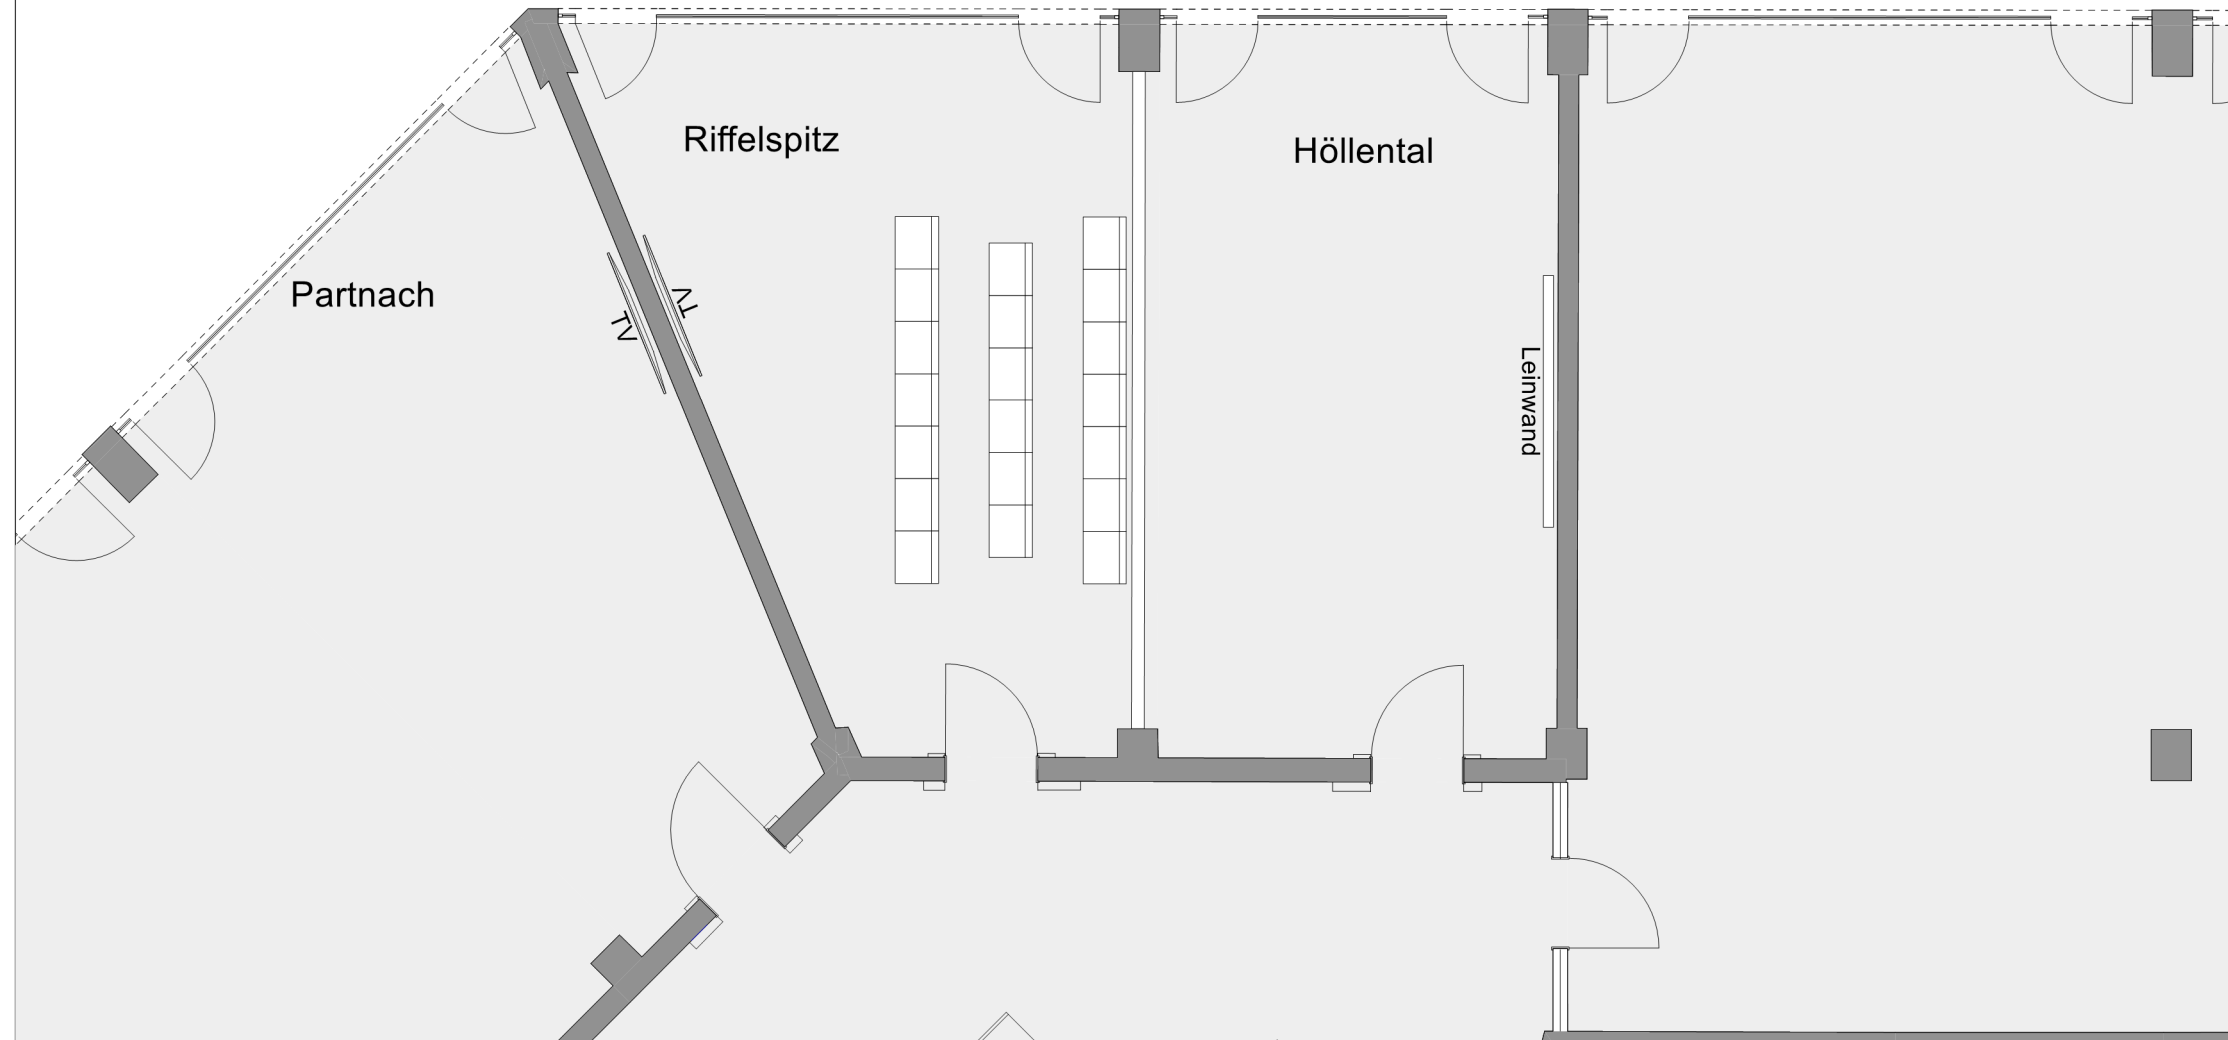 Riffelspitz
Höllental
Partnach
TV
TV
Leinwand